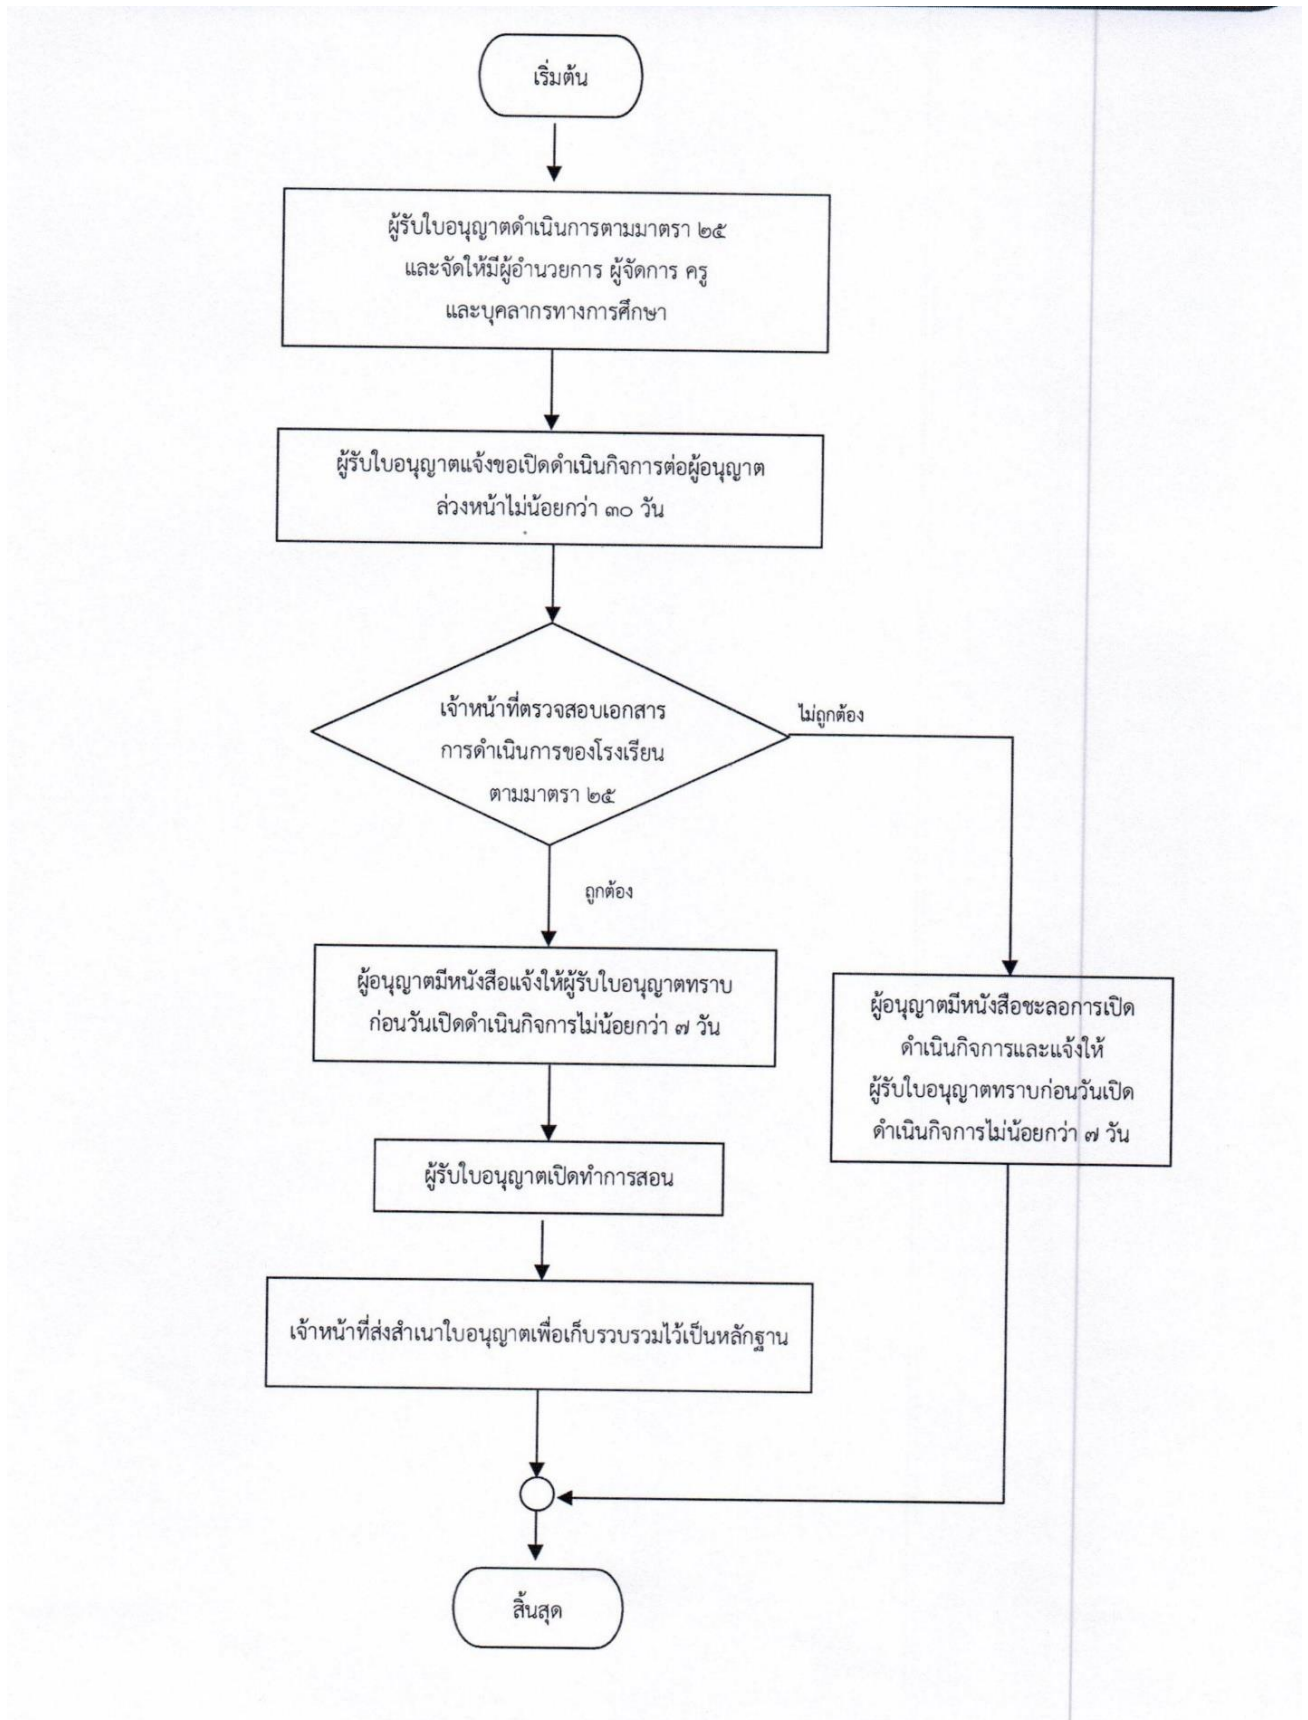 เริ่มต้น
ผู้รับใบอนุญาตดำเนินการตามมาตรา ๒๕
และจัดให้มีผู้อำนวยการ ผู้จัดการ ครู
และบุคลากรทางการศึกษา
ผู้รับใบอนุญาตแจ้งขอเปิดดำเนินกิจการต่อผู้อนุญาต
ล่วงหน้าไม่น้อยกว่า ๓๐ วัน
เจ้าหน้าที่ตรวจสอบเอกสาร
การดำเนินการของโรงเรียน
ตามมาตรา ๒๕
ไม่ถูกต้อง
ถูกต้อง
ผู้อนุญาตมีหนังสือแจ้งให้ผู้รับใบอนุญาตทราบ
ก่อนวันเปิดดำเนินกิจการไม่น้อยกว่า ๗ วัน
ผู้อนุญาตมีหนังสือชะลอการเปิด
ดำเนินกิจการและแจ้งให้
ผู้รับใบอนุญาตทราบก่อนวันเปิด
ดำเนินกิจการไม่น้อยกว่า ๗ วัน
ผู้รับใบอนุญาตเปิดทำการสอน
เจ้าหน้าที่ส่งสำเนาใบอนุญาตเพื่อเก็บรวบรวมไว้เป็นหลักฐาน
สิ้นสุด